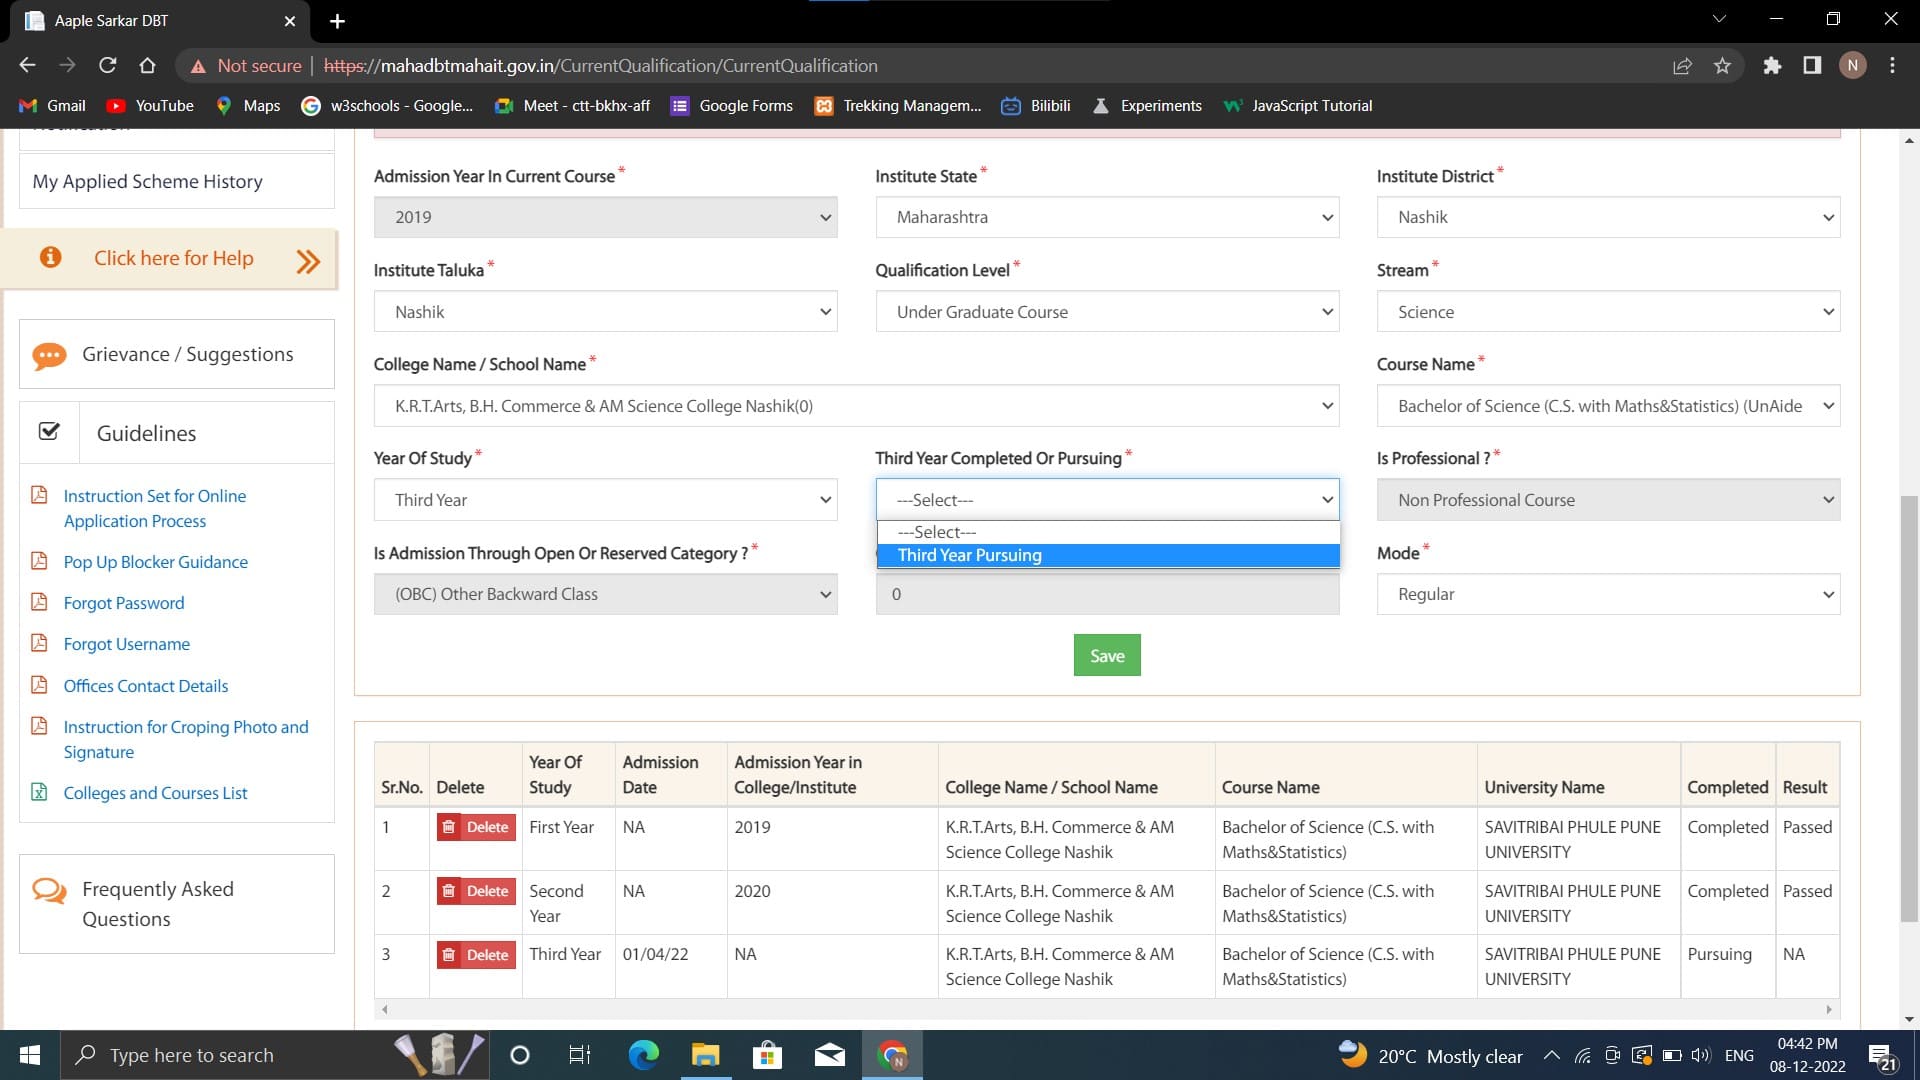 Aaple Sarkar DBT
Not secure | https://mahadbtmahait.gov.in/CurrentQualification/CurrentQualification
N
Gmail
YouTube
Maps
w3schools - Google...
Meet - ctt-bkhx-aff
Google Forms
Trekking Managem...
Bilibili
Experiments
JavaScript Tutorial
My Applied Scheme History
Click here for Help
Grievance / Suggestions
Guidelines
Instruction Set for Online
Application Process
Pop Up Blocker Guidance
Forgot Password
Forgot Username
Offices Contact Details
Instruction for Croping Photo and
Signature
Colleges and Courses List
Frequently Asked
Questions
Admission Year In Current Course *
2019
Institute State *
Maharashtra
Institute District *
Nashik
Institute Taluka *
Nashik
Qualification Level *
Under Graduate Course
Stream *
Science
College Name / School Name *
K.R.T.Arts, B.H. Commerce & AM Science College Nashik(0)
Course Name *
Bachelor of Science (C.S. with Maths&Statistics) (UnAide
Year Of Study *
Third Year
Third Year Completed Or Pursuing *
---Select---
---Select---
Third Year Pursuing
Is Professional ? *
Non Professional Course
Is Admission Through Open Or Reserved Category ? *
(OBC) Other Backward Class
0
Mode *
Regular
Save
Sr.No. Delete Year Of Study Admission Date Admission Year in College/Institute College Name / School Name Course Name University Name Completed Result
1 Delete First Year NA 2019 K.R.T.Arts, B.H. Commerce & AM Science College Nashik Bachelor of Science (C.S. with Maths&Statistics) SAVITRIBAI PHULE PUNE UNIVERSITY Completed Passed
2 Delete Second Year NA 2020 K.R.T.Arts, B.H. Commerce & AM Science College Nashik Bachelor of Science (C.S. with Maths&Statistics) SAVITRIBAI PHULE PUNE UNIVERSITY Completed Passed
3 Delete Third Year 01/04/22 NA K.R.T.Arts, B.H. Commerce & AM Science College Nashik Bachelor of Science (C.S. with Maths&Statistics) SAVITRIBAI PHULE PUNE UNIVERSITY Pursuing NA
Type here to search
20°C Mostly clear
ENG
04:42 PM
08-12-2022
21